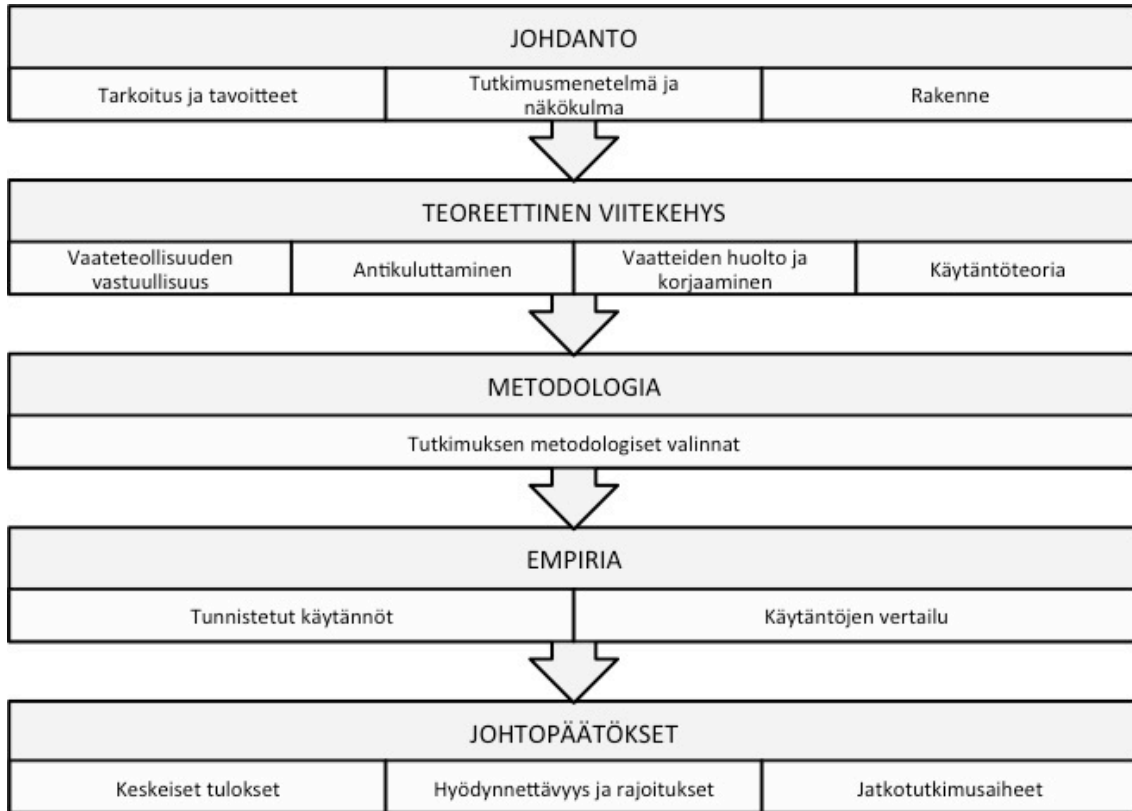 JOHDANTO
Tarkoitus ja tavoitteet
Tutkimusmenetelmä ja
näkökulma
Rakenne
TEOREETTINEN VIITEKEHYS
Vaateteollisuuden
vastuullisuus
Antikuluttaminen
Vaatteiden huolto ja
korjaaminen
Käytäntöteoria
METODOLOGIA
Tutkimuksen metodologiset valinnat
EMPIRIA
Tunnistetut käytännöt
Käytäntöjen vertailu
JOHTOPÄÄTÖKSET
Keskeiset tulokset
Hyödynnettävyys ja rajoitukset
Jatkotutkimusaiheet